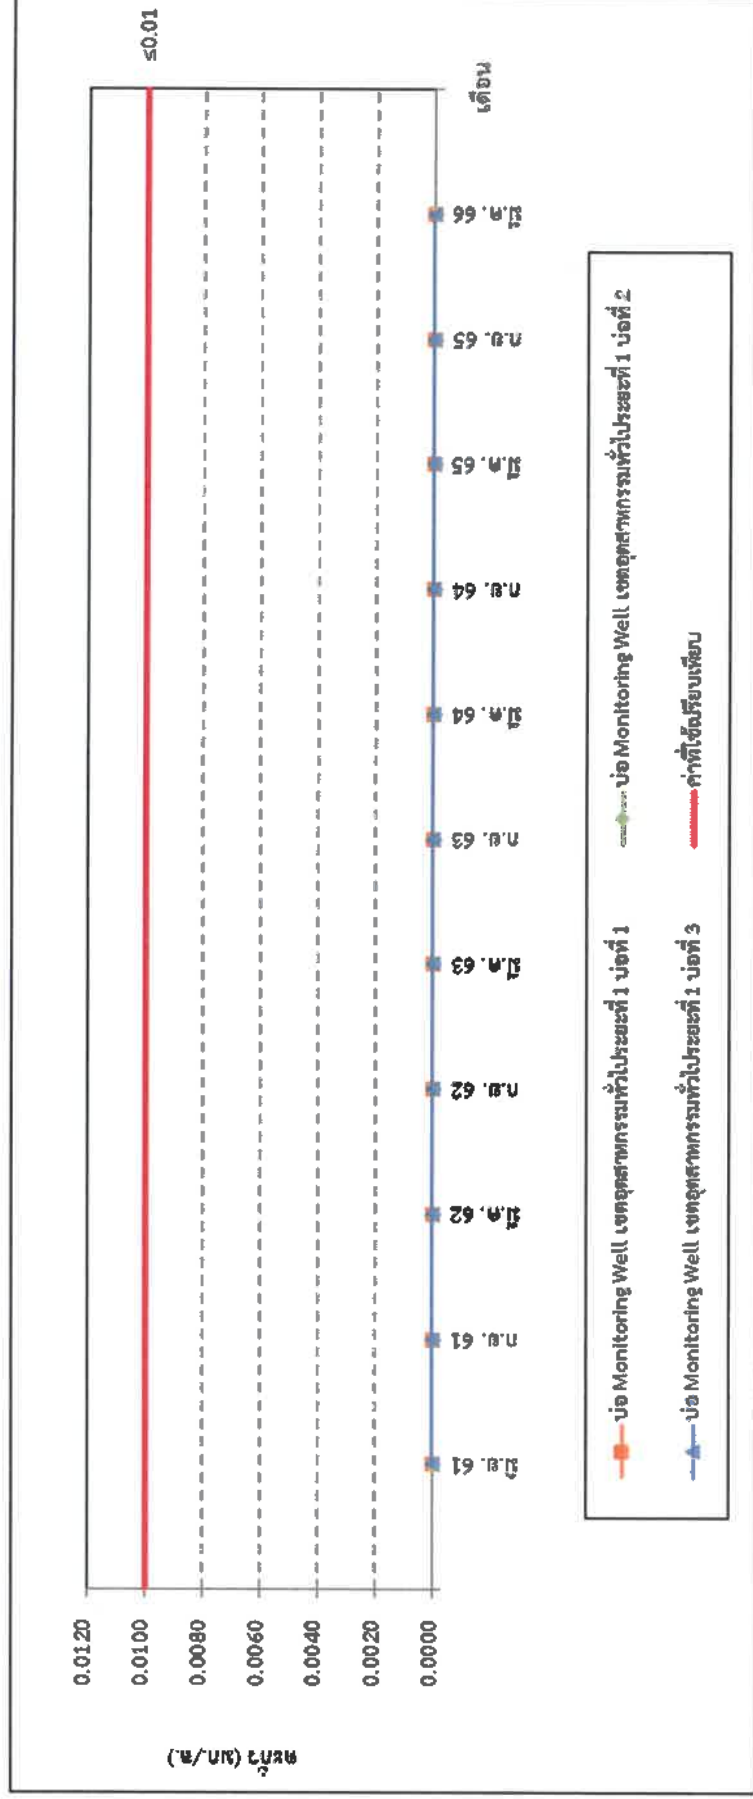 ตะกั่ว (มก./ล.)
0.0120
0.0100
0.0080
0.0060
0.0040
0.0020
0.0000
≤0.01
มิ.ย. 61
ก.ย. 61
มี.ค. 62
ก.ย. 62
มี.ค. 63
ก.ย. 63
มี.ค. 64
ก.ย. 64
มี.ค. 65
ก.ย. 65
มี.ค. 66
เดือน
บ่อ Monitoring Well เขตอุตสาหกรรมทั่วไประยะที่ 1 บ่อที่ 1
บ่อ Monitoring Well เขตอุตสาหกรรมทั่วไประยะที่ 1 บ่อที่ 2
บ่อ Monitoring Well เขตอุตสาหกรรมทั่วไประยะที่ 1 บ่อที่ 3
ค่าที่ใช้เปรียบเทียบ